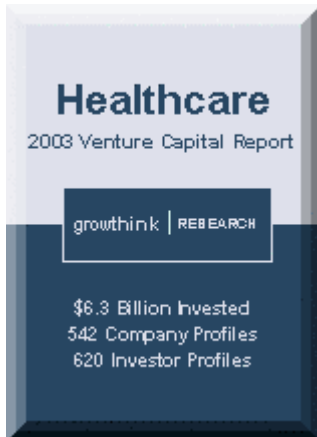 Healthcare
2003 Venture Capital Report
growthink | RESEARCH
$6.3 Billion Invested
542 Company Profiles
620 Investor Profiles